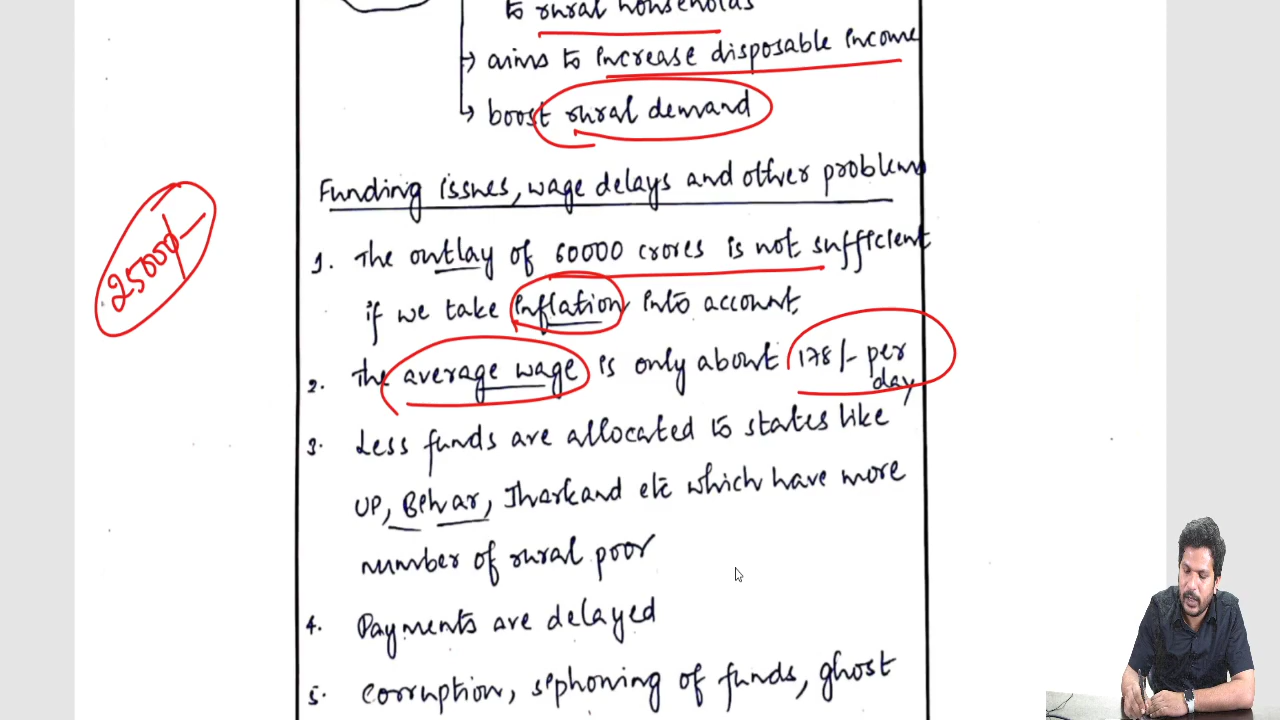 to rural households
→ aims to increase disposable income
→ boost rural demand
Funding issues, wage delays and other problems
25000/-
1. The outlay of 60000 crores is not sufficient
if we take inflation into account.
2. The average wage is only about 178/- per
day
3. Less funds are allocated to states like
UP, Bihar, Jharkand etc which have more
number of rural poor
4. Payments are delayed
5. corruption, siphoning of funds, ghost